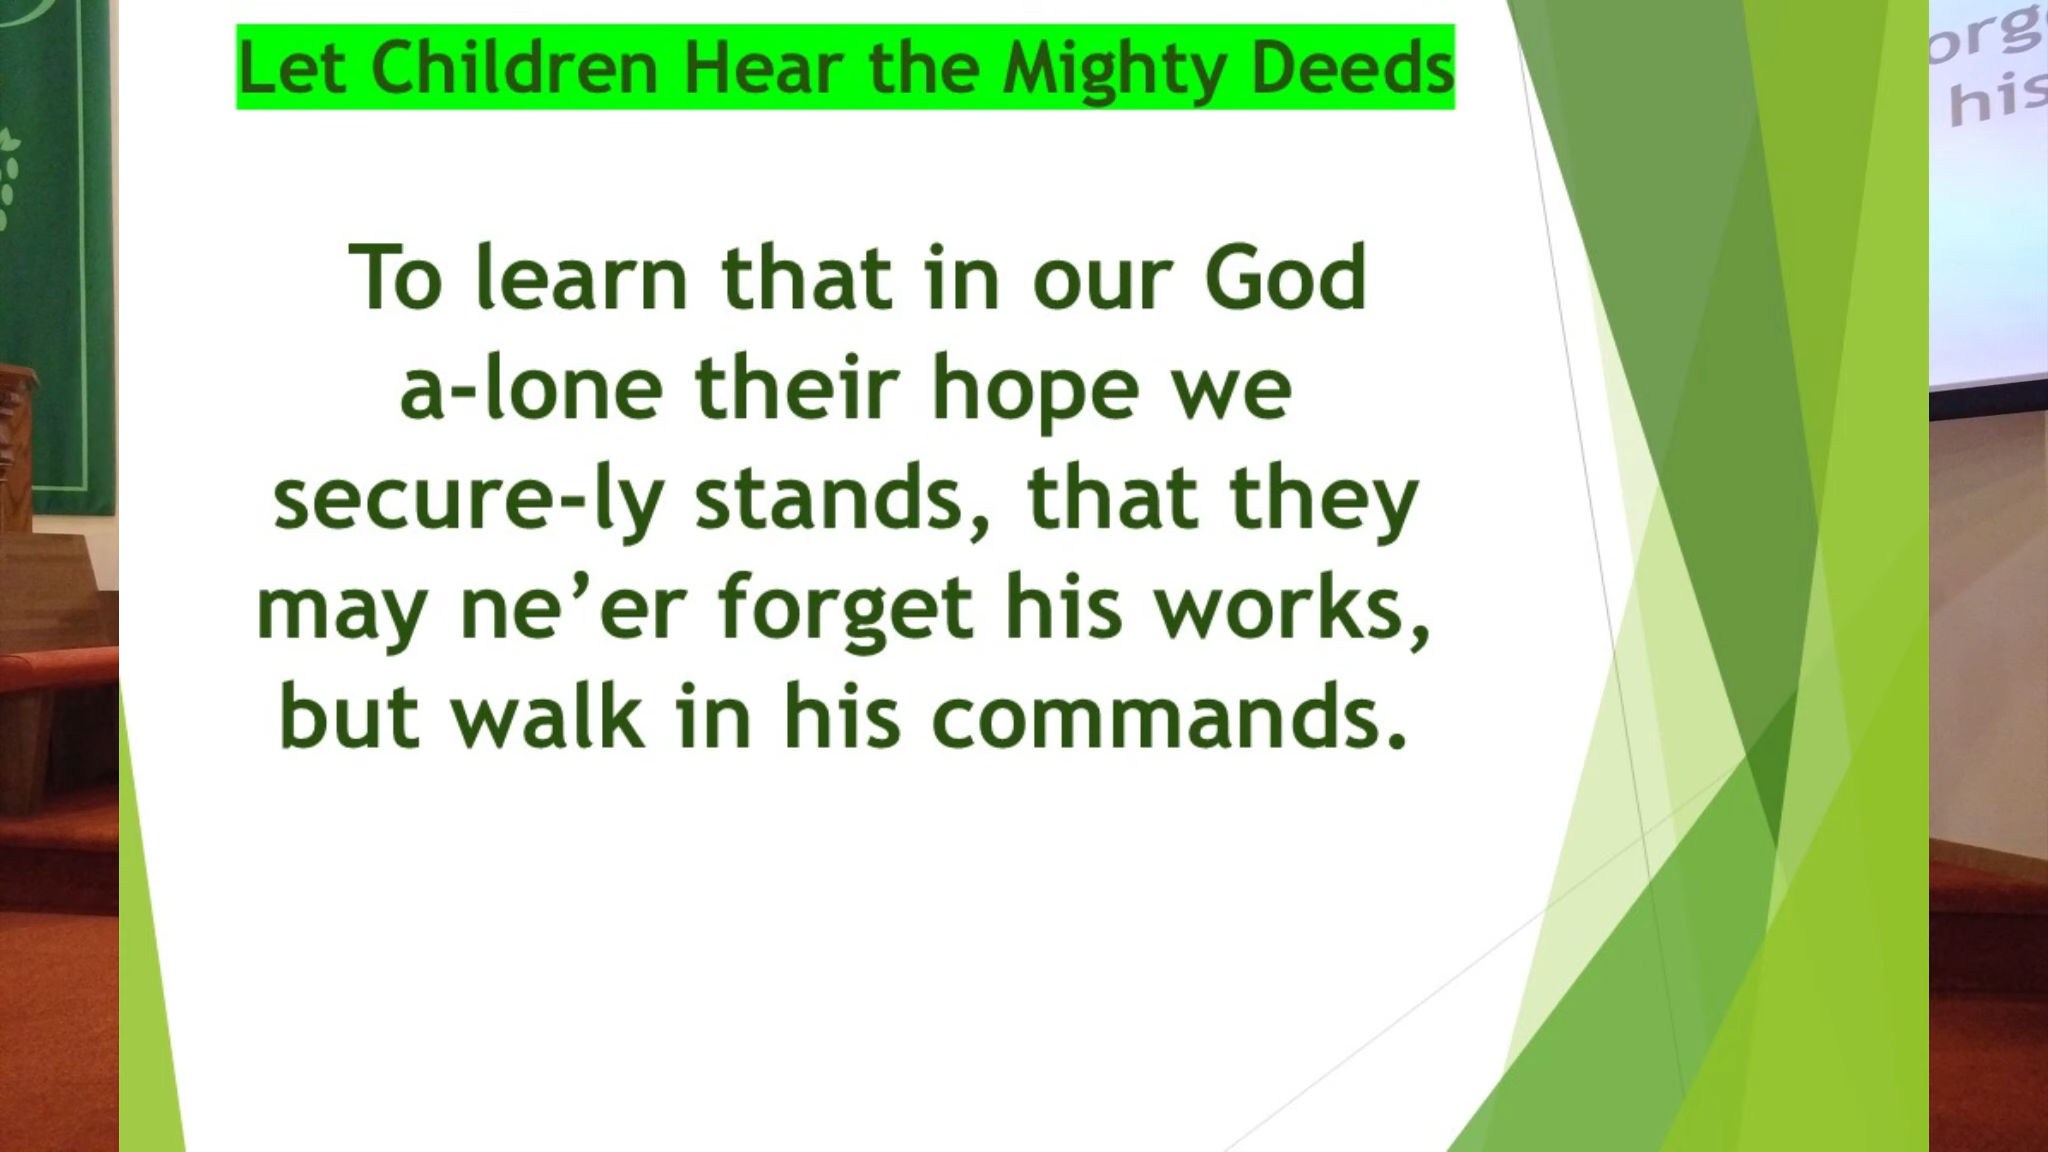 Let Children Hear the Mighty Deeds
To learn that in our God
a-lone their hope we
secure-ly stands, that they
may ne’er forget his works,
but walk in his commands.
his